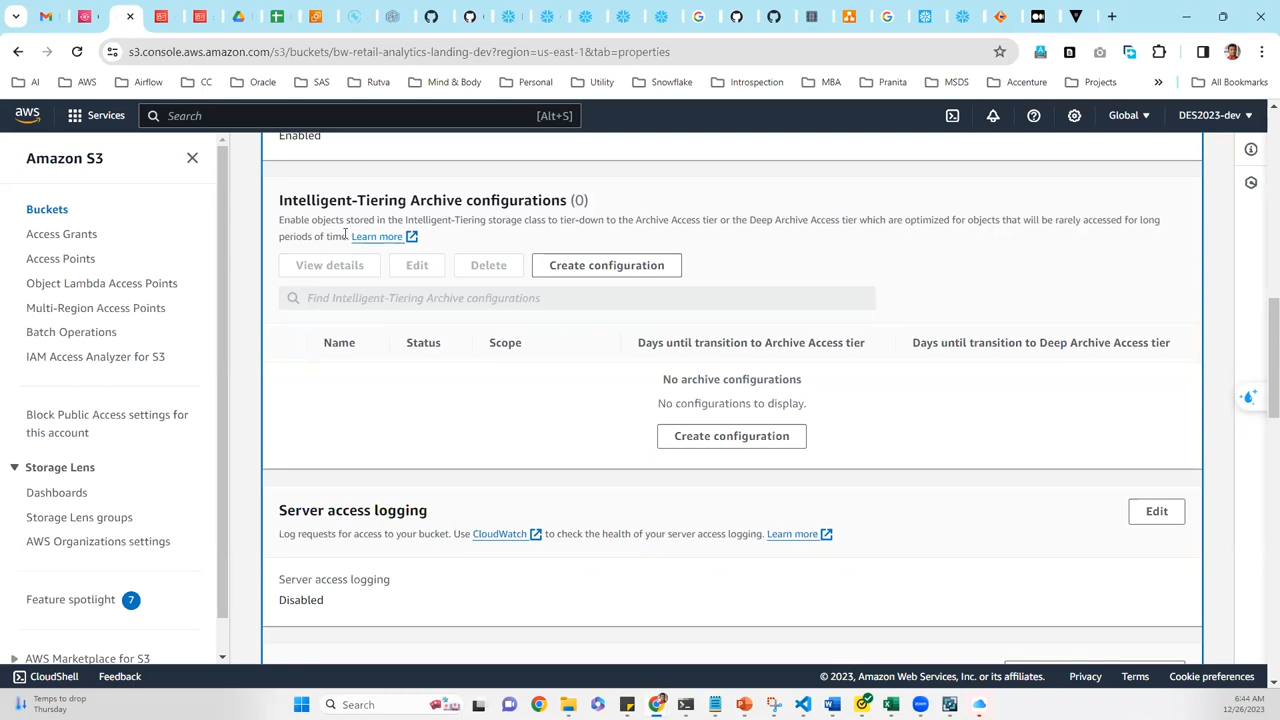 s3.console.aws.amazon.com/s3/buckets/bw-retail-analytics-landing-dev?region=us-east-1&tab=properties
AI AWS Airflow CC Oracle SAS Rutva Mind & Body Personal Utility Snowflake Introspection MBA Pranita MSDS Accenture Projects » All Bookmarks
aws Services Search [Alt+S] Global DES2023-dev
Amazon S3
Buckets
Access Grants
Access Points
Object Lambda Access Points
Multi-Region Access Points
Batch Operations
IAM Access Analyzer for S3
Block Public Access settings for
this account
Storage Lens
Dashboards
Storage Lens groups
AWS Organizations settings
Feature spotlight 7
AWS Marketplace for S3
Enabled
Intelligent-Tiering Archive configurations (0)
Enable objects stored in the Intelligent-Tiering storage class to tier-down to the Archive Access tier or the Deep Archive Access tier which are optimized for objects that will be rarely accessed for long
periods of time. Learn more
View details Edit Delete Create configuration
Find Intelligent-Tiering Archive configurations
Name Status Scope Days until transition to Archive Access tier Days until transition to Deep Archive Access tier
No archive configurations
No configurations to display.
Create configuration
Server access logging Edit
Log requests for access to your bucket. Use CloudWatch to check the health of your server access logging. Learn more
Server access logging
Disabled
CloudShell Feedback © 2023, Amazon Web Services, Inc. or its affiliates. Privacy Terms Cookie preferences
Temps to drop
Thursday
Search
6:44 AM
12/26/2023